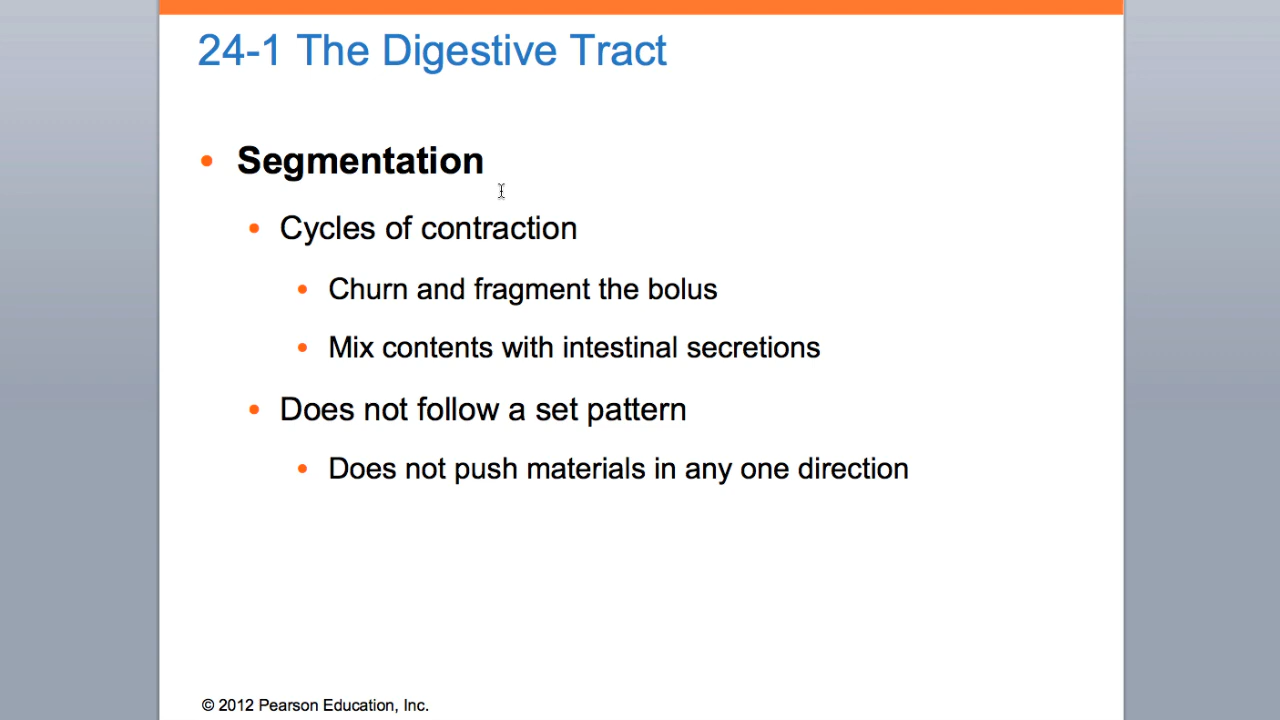 24-1 The Digestive Tract
• Segmentation
• Cycles of contraction
• Churn and fragment the bolus
• Mix contents with intestinal secretions
• Does not follow a set pattern
• Does not push materials in any one direction
© 2012 Pearson Education, Inc.